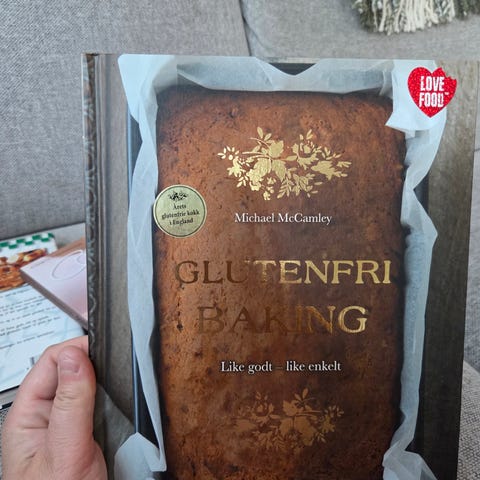 LOVE
FOOD
Michael McCamley
Årets
glutenfrie kokk
i England
GLUTENFRI
BAKING
Like godt – like enkelt